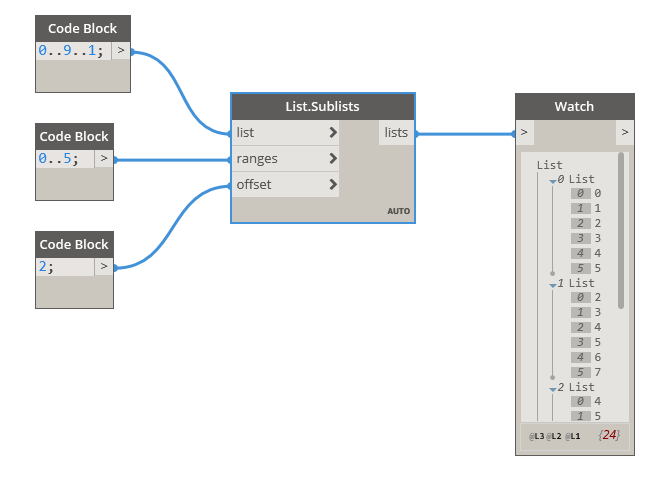 Code Block
0..9..1; >
Code Block
0..5; >
Code Block
2; >
List.Sublists
list > lists
ranges >
offset >
AUTO
Watch
> >
List
0 List
0 0
1 1
2 2
3 3
4 4
5 5
1 List
0 2
1 3
2 4
3 5
4 6
5 7
2 List
0 4
1 5
@L3 @L2 @L1 {24}